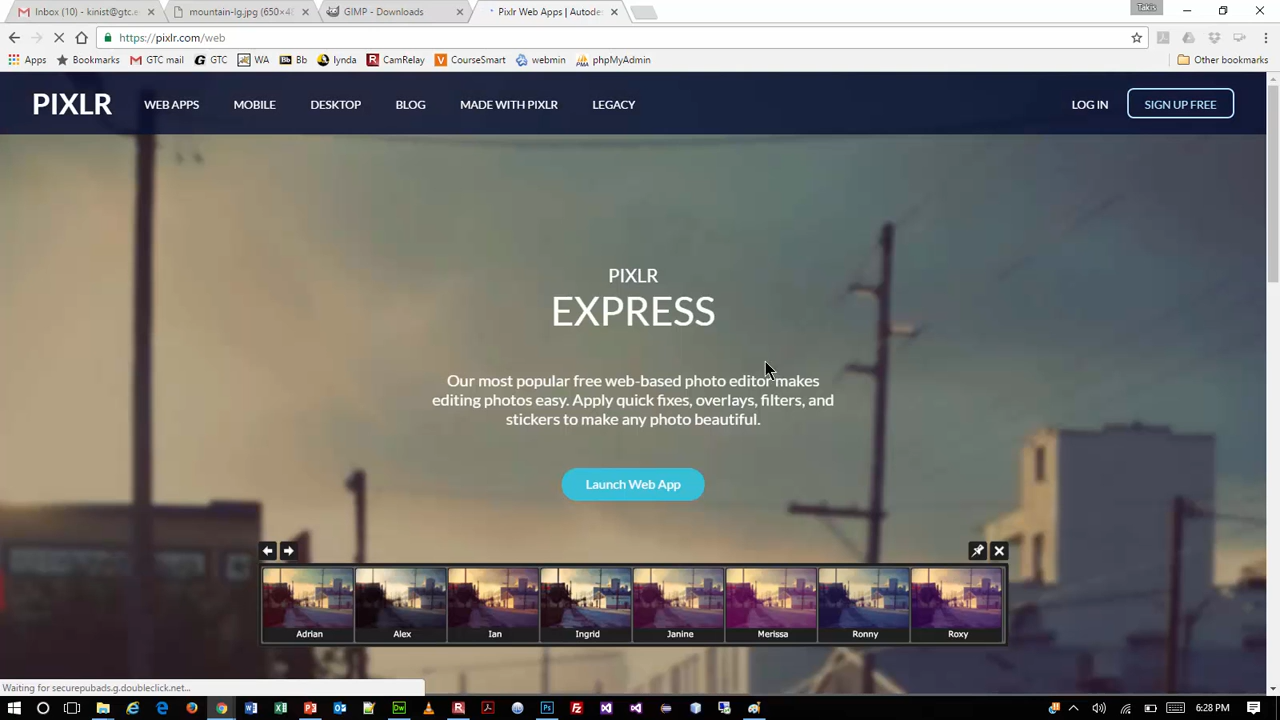 Inbox (10) - kinist@gtc.e
mountain-lg.jpg (650×4
GIMP - Downloads
Pixlr Web Apps | Autodes
Takis
https://pixlr.com/web
Apps
Bookmarks
GTC mail
GTC
WA
Bb
lynda
CamRelay
CourseSmart
webmin
phpMyAdmin
Other bookmarks
PIXLR
WEB APPS
MOBILE
DESKTOP
BLOG
MADE WITH PIXLR
LEGACY
LOG IN
SIGN UP FREE
PIXLR
EXPRESS
Our most popular free web-based photo editor makes
editing photos easy. Apply quick fixes, overlays, filters, and
stickers to make any photo beautiful.
Launch Web App
Adrian
Alex
Ian
Ingrid
Janine
Merissa
Ronny
Roxy
Waiting for securepubads.g.doubleclick.net...
6:28 PM